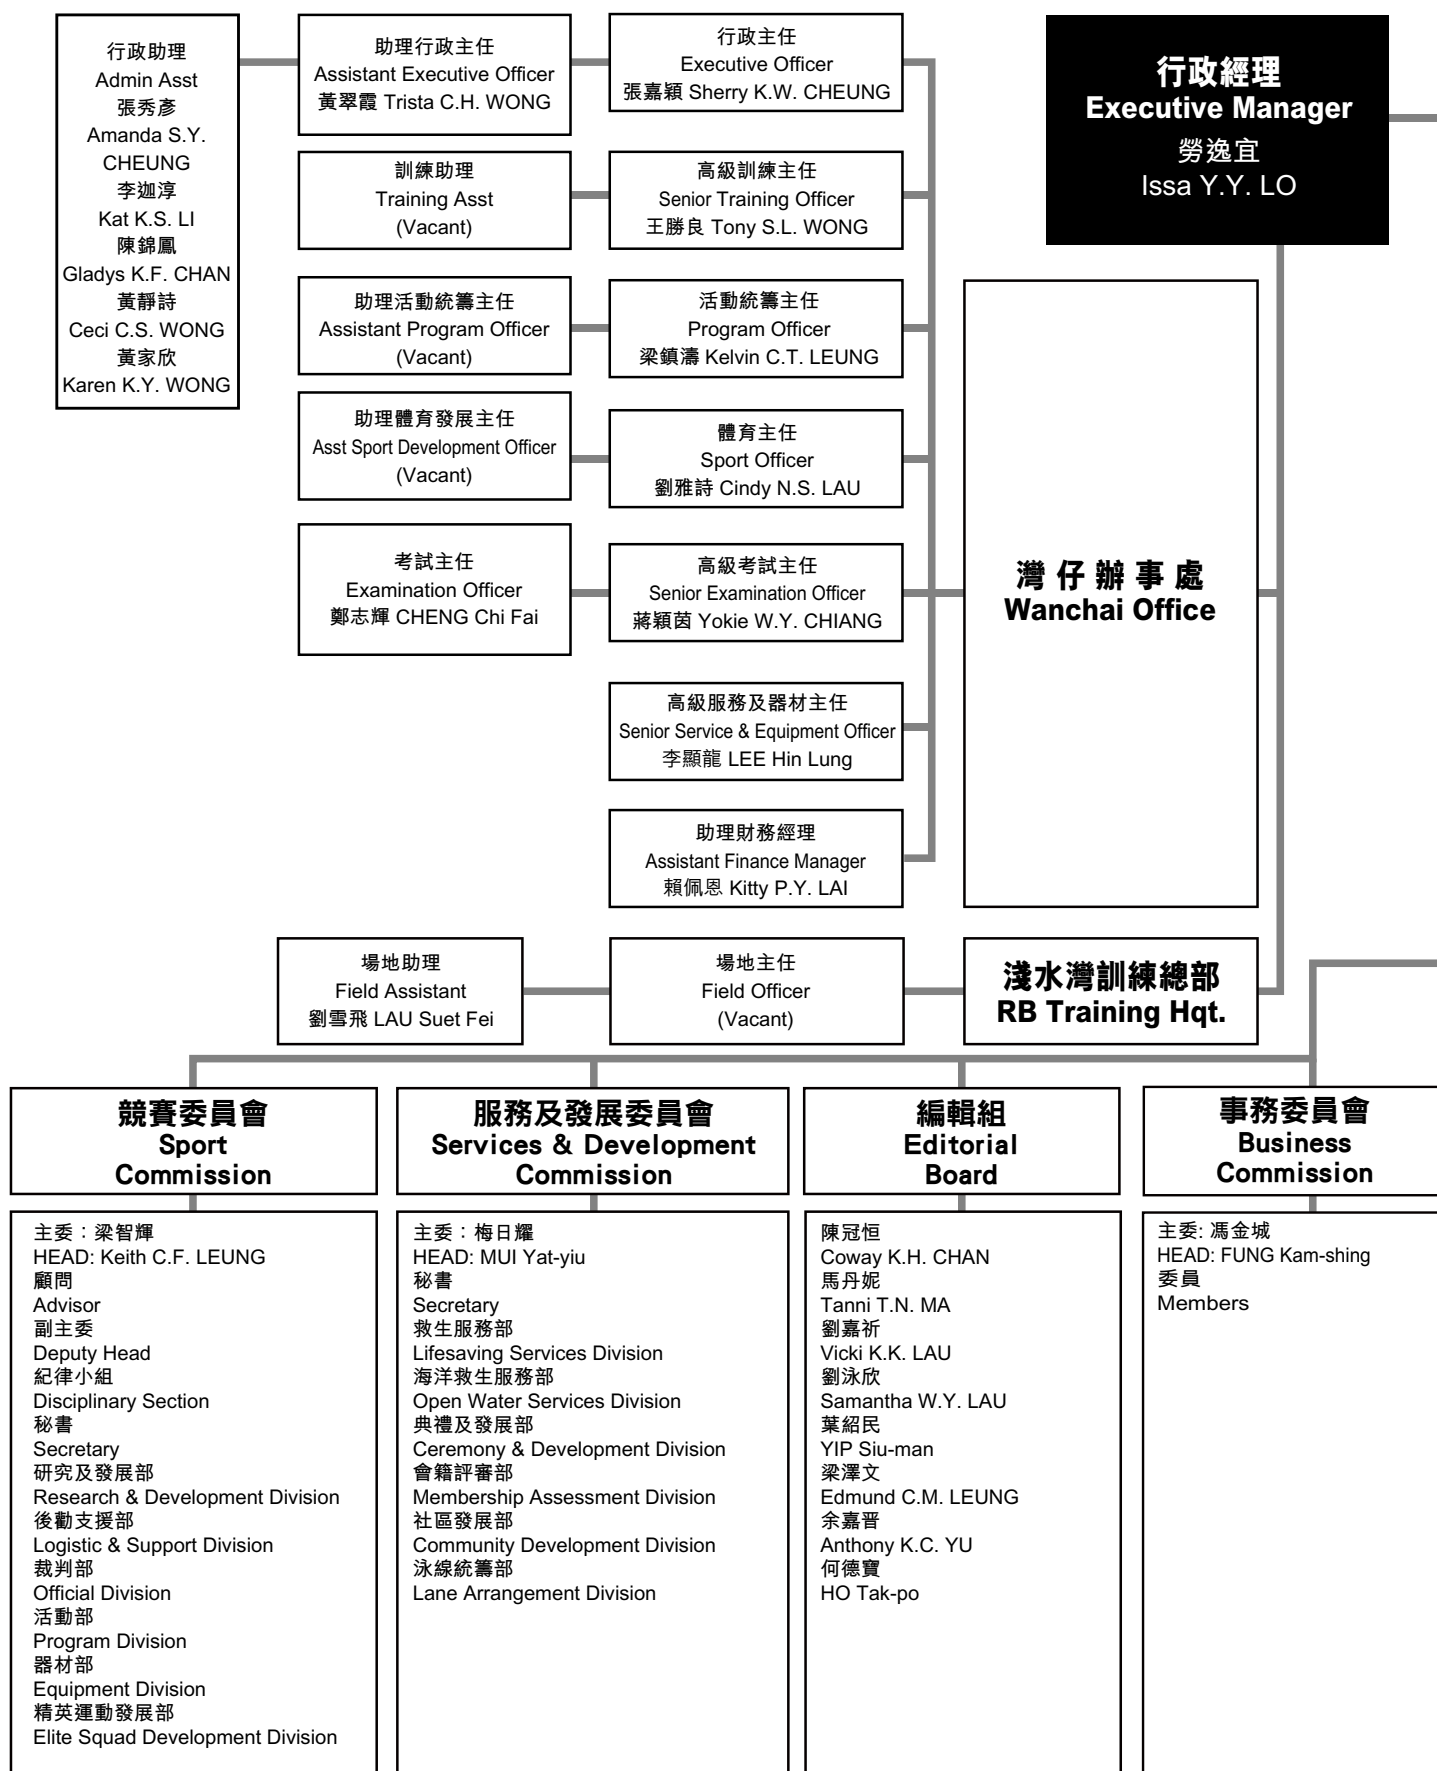 行政助理
Admin Asst
張秀彥
Amanda S.Y.
CHEUNG
李迦淳
Kat K.S. LI
陳錦鳳
Gladys K.F. CHAN
黃靜詩
Ceci C.S. WONG
黃家欣
Karen K.Y. WONG
助理行政主任
Assistant Executive Officer
黃翠霞 Trista C.H. WONG
行政主任
Executive Officer
張嘉穎 Sherry K.W. CHEUNG
行政經理
Executive Manager
勞逸宜
Issa Y.Y. LO
訓練助理
Training Asst
(Vacant)
高級訓練主任
Senior Training Officer
王勝良 Tony S.L. WONG
助理活動統籌主任
Assistant Program Officer
(Vacant)
活動統籌主任
Program Officer
梁鎮濤 Kelvin C.T. LEUNG
助理體育發展主任
Asst Sport Development Officer
(Vacant)
體育主任
Sport Officer
劉雅詩 Cindy N.S. LAU
考試主任
Examination Officer
鄭志輝 CHENG Chi Fai
高級考試主任
Senior Examination Officer
蔣穎茵 Yokie W.Y. CHIANG
灣仔辦事處
Wanchai Office
高級服務及器材主任
Senior Service & Equipment Officer
李顯龍 LEE Hin Lung
助理財務經理
Assistant Finance Manager
賴佩恩 Kitty P.Y. LAI
場地助理
Field Assistant
劉雪飛 LAU Suet Fei
場地主任
Field Officer
(Vacant)
淺水灣訓練總部
RB Training Hqt.
競賽委員會
Sport
Commission
主委：梁智輝
HEAD: Keith C.F. LEUNG
顧問
Advisor
副主委
Deputy Head
紀律小組
Disciplinary Section
秘書
Secretary
研究及發展部
Research & Development Division
後勤支援部
Logistic & Support Division
裁判部
Official Division
活動部
Program Division
器材部
Equipment Division
精英運動發展部
Elite Squad Development Division
服務及發展委員會
Services & Development
Commission
主委：梅日耀
HEAD: MUI Yat-yiu
秘書
Secretary
救生服務部
Lifesaving Services Division
海洋救生服務部
Open Water Services Division
典禮及發展部
Ceremony & Development Division
會籍評審部
Membership Assessment Division
社區發展部
Community Development Division
泳線統籌部
Lane Arrangement Division
編輯組
Editorial
Board
陳冠恒
Coway K.H. CHAN
馬丹妮
Tanni T.N. MA
劉嘉祈
Vicki K.K. LAU
劉泳欣
Samantha W.Y. LAU
葉紹民
YIP Siu-man
梁澤文
Edmund C.M. LEUNG
余嘉晋
Anthony K.C. YU
何德寶
HO Tak-po
事務委員會
Business
Commission
主委: 馮金城
HEAD: FUNG Kam-shing
委員
Members